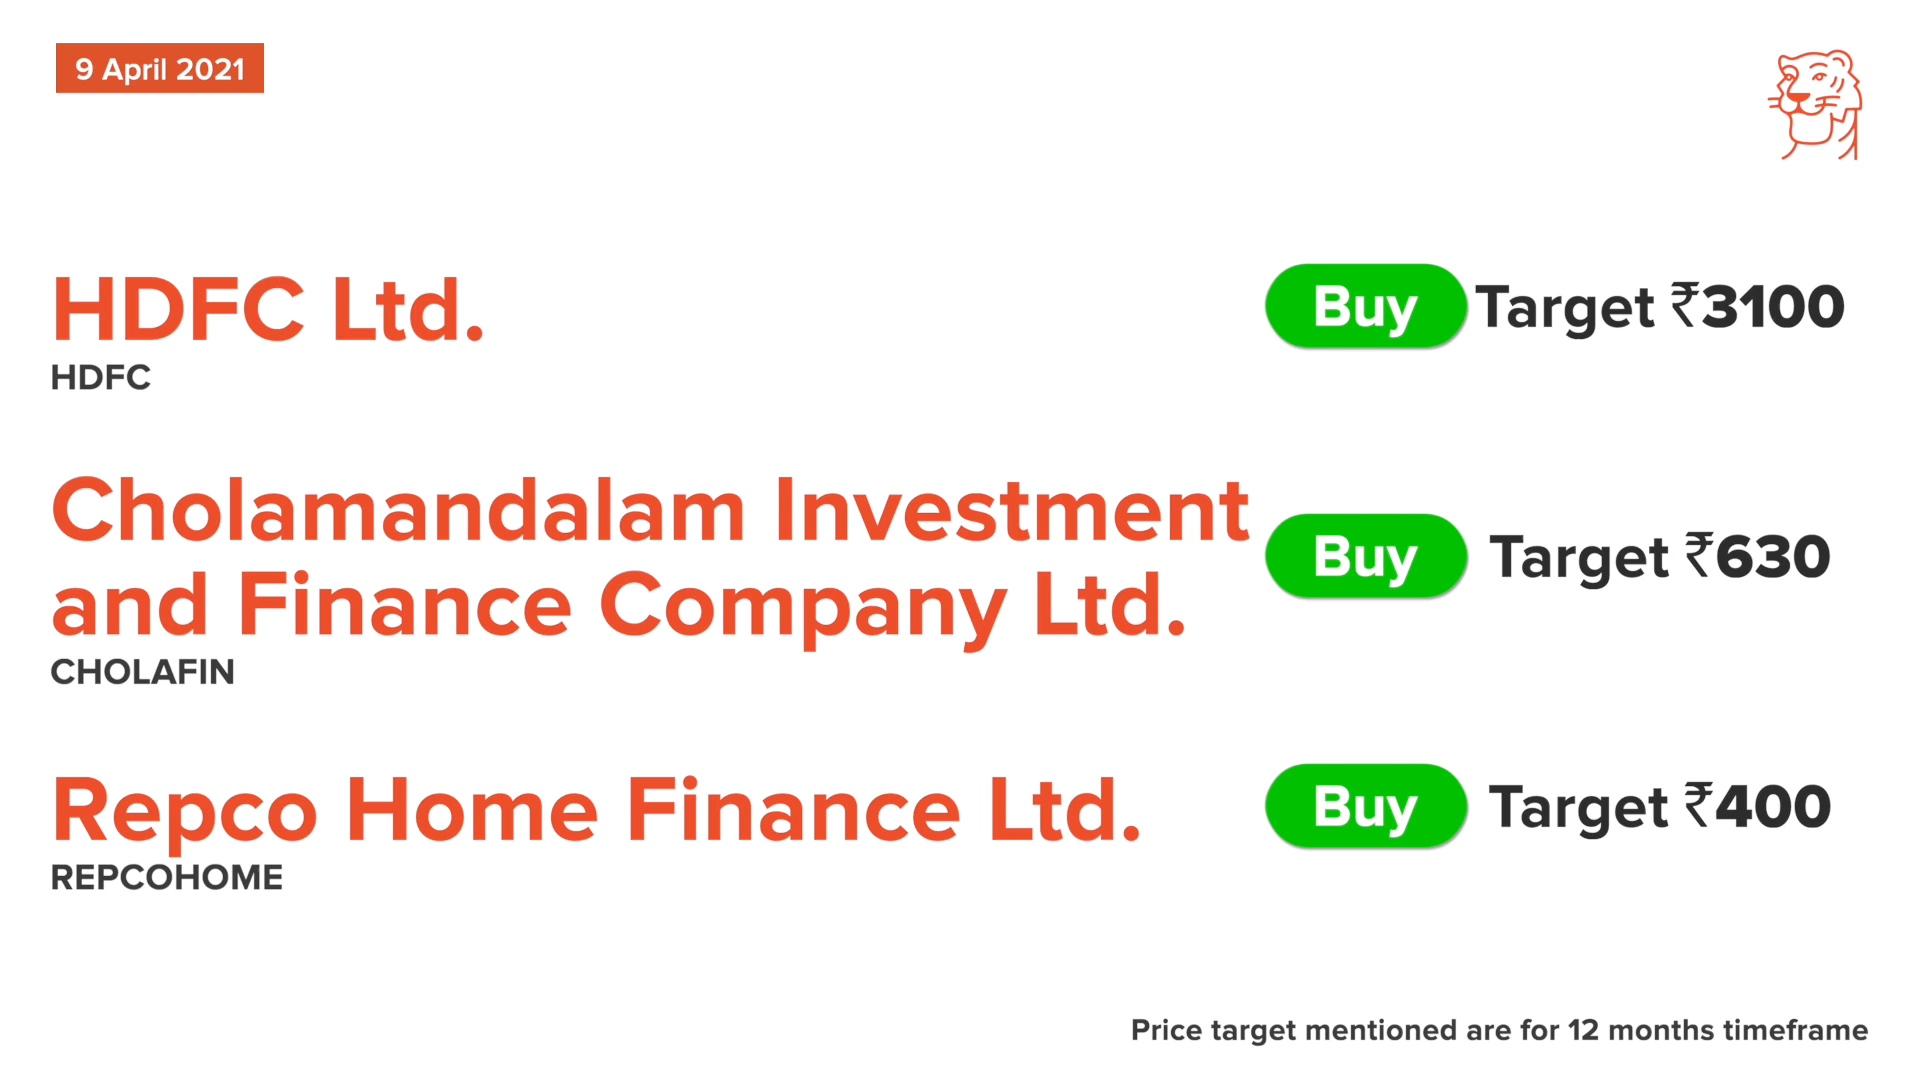 9 April 2021
HDFC Ltd.
HDFC
Buy
Target ₹3100
Cholamandalam Investment
and Finance Company Ltd.
CHOLAFIN
Buy
Target ₹630
Repco Home Finance Ltd.
REPCOHOME
Buy
Target ₹400
Price target mentioned are for 12 months timeframe